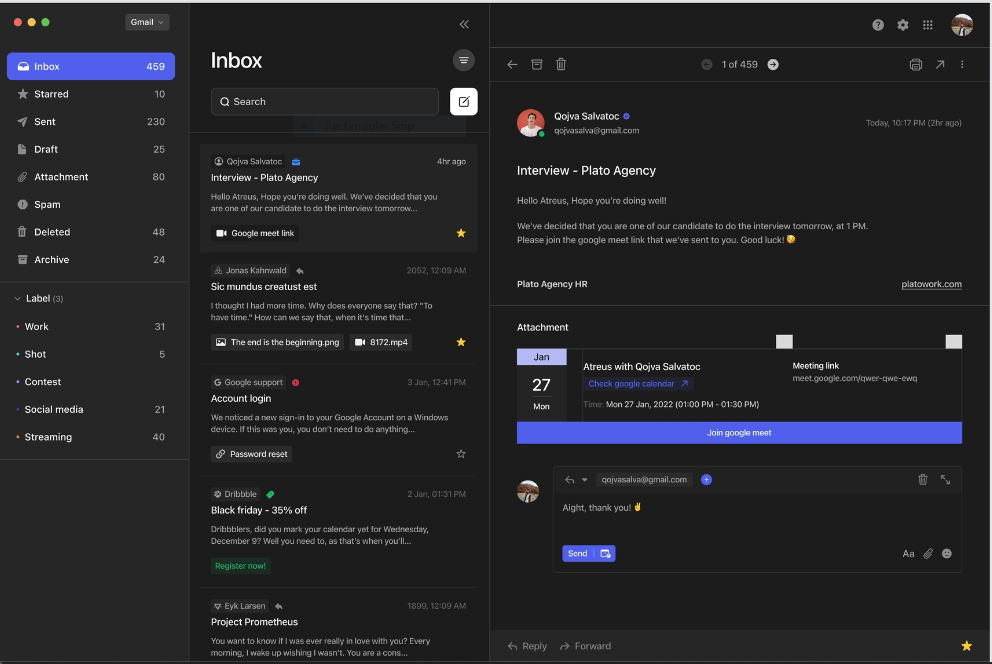 Gmail
Inbox 459
Starred 10
Sent 230
Draft 25
Attachment 80
Spam
Deleted 48
Archive 24
Label (3)
Work 31
Shot 5
Contest
Social media 21
Streaming 40
Inbox
Search
Rectangular Snip
Qojva Salvatoc 4hr ago
Interview - Plato Agency
Hello Atreus, Hope you're doing well. We've decided that you
are one of our candidate to do the interview tomorrow...
Google meet link
Jonas Kahnwald 2052, 12:09 AM
Sic mundus creatust est
I thought I had more time. Why does everyone say that? "To
have time." How can we say that, when it's time that...
The end is the beginning.png 8172.mp4
Google support 3 Jan, 12:41 PM
Account login
We noticed a new sign-in to your Google Account on a Windows
device. If this was you, you don't need to do anything...
Password reset
Dribbble 2 Jan, 01:31 PM
Black friday - 35% off
Dribbblers, did you mark your calendar yet for Wednesday,
December 9? Well you need to, as that's when you'll...
Register now!
Eyk Larsen 1899, 12:09 AM
Project Prometheus
You want to know if I was ever really in love with you? Every
morning, I wake up wishing I wasn't. You are a cons...
1 of 459
Qojva Salvatoc
qojvasalva@gmail.com
Today, 10:17 PM (2hr ago)
Interview - Plato Agency
Hello Atreus, Hope you're doing well!
We've decided that you are one of our candidate to do the interview tomorrow, at 1 PM.
Please join the google meet link that we've sent to you. Good luck! 
Plato Agency HR platowork.com
Attachment
Jan
27
Mon
Atreus with Qojva Salvatoc
Check google calendar
Time: Mon 27 Jan, 2022 (01:00 PM - 01:30 PM)
Meeting link
meet.google.com/qwer-qwe-ewq
Join google meet
qojvasalva@gmail.com
Aight, thank you! ✌
Send Aa
Reply Forward